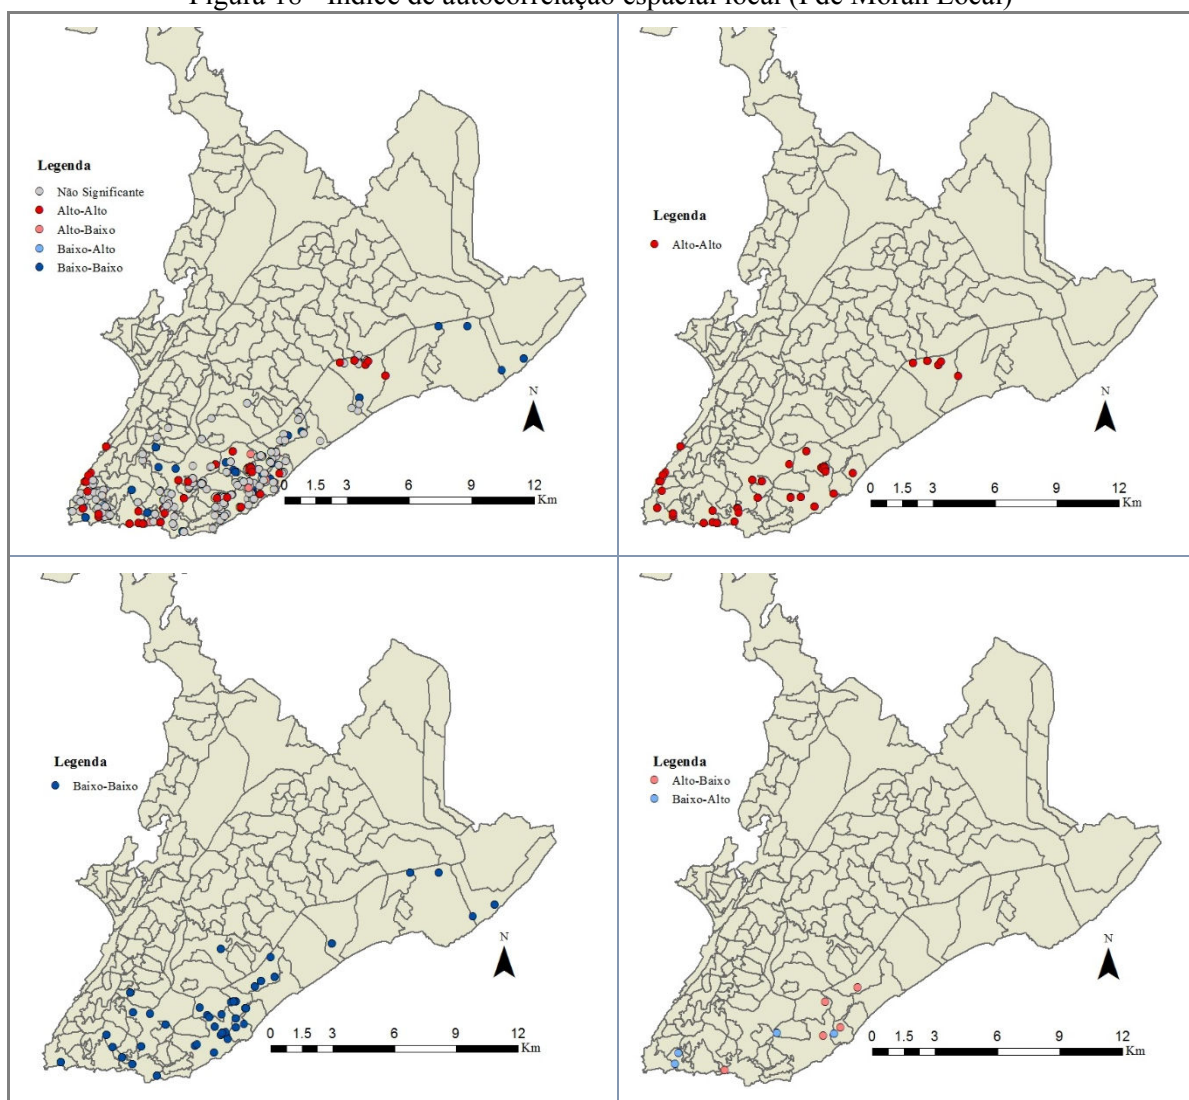 Figura 18 - Índice de autocorrelação espacial local (I de Moran Local)
Legenda
Não Significante
Alto-Alto
Alto-Baixo
Baixo-Alto
Baixo-Baixo
N
0 1.5 3 6 9 12
Km
Legenda
Alto-Alto
N
0 1.5 3 6 9 12
Km
Legenda
Baixo-Baixo
N
0 1.5 3 6 9 12
Km
Legenda
Alto-Baixo
Baixo-Alto
N
0 1.5 3 6 9 12
Km